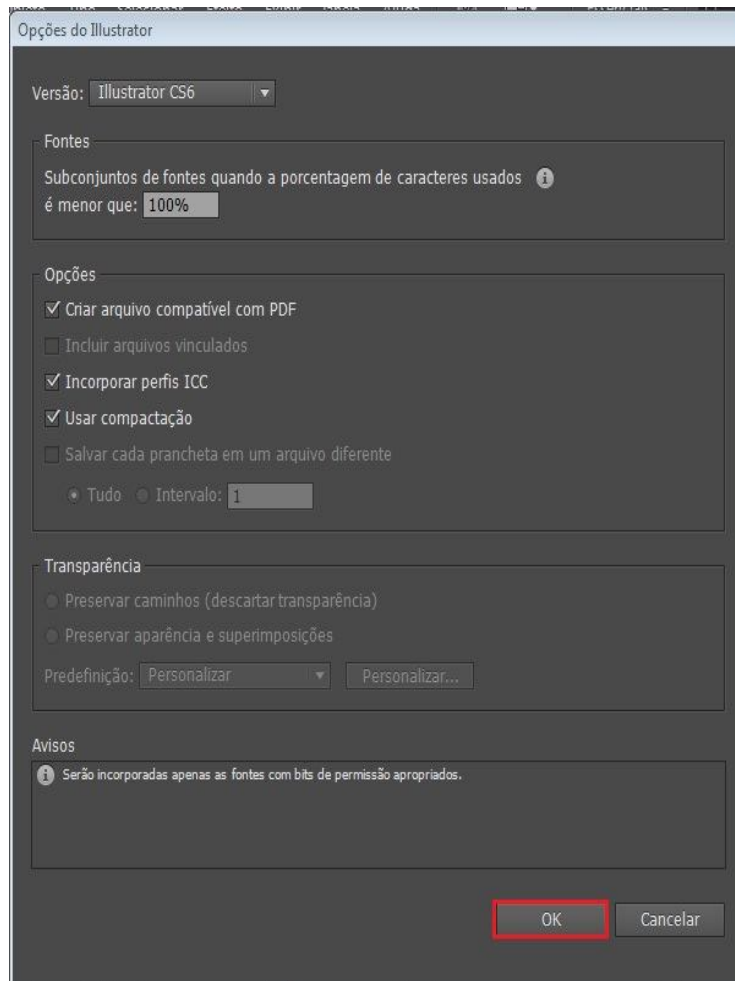 Opções do Illustrator
Versão: Illustrator CS6
Fontes
Subconjuntos de fontes quando a porcentagem de caracteres usados
é menor que: 100%
Opções
Criar arquivo compatível com PDF
Incluir arquivos vinculados
Incorporar perfis ICC
Usar compactação
Salvar cada prancheta em um arquivo diferente
Tudo Intervalo: 1
Transparência
Preservar caminhos (descartar transparência)
Preservar aparência e superimposições
Predefinição: Personalizar Personalizar...
Avisos
Serão incorporadas apenas as fontes com bits de permissão apropriados.
OK Cancelar